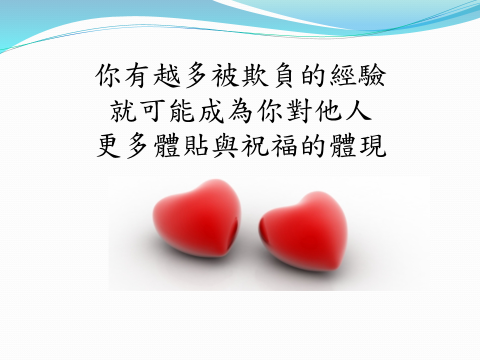 你有越多被欺負的經驗
就可能成為你對他人
更多體貼與祝福的體現